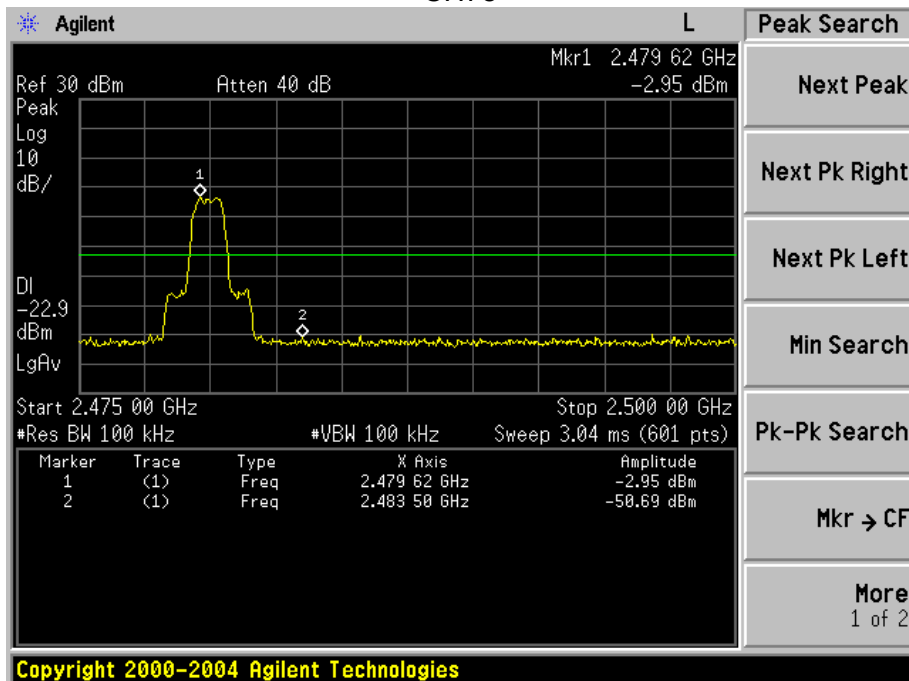 Agilent L Peak Search
Mkr1 2.479 62 GHz
Ref 30 dBm Atten 40 dB -2.95 dBm
Peak
Log
10
dB/
1
DI
-22.9
dBm
2
LgAv
Start 2.475 00 GHz Stop 2.500 00 GHz
#Res BW 100 kHz #VBW 100 kHz Sweep 3.04 ms (601 pts)
Marker Trace Type X Axis Amplitude
1 (1) Freq 2.479 62 GHz -2.95 dBm
2 (1) Freq 2.483 50 GHz -50.69 dBm
Next Peak
Next Pk Right
Next Pk Left
Min Search
Pk-Pk Search
Mkr → CF
More
1 of 2
Copyright 2000-2004 Agilent Technologies